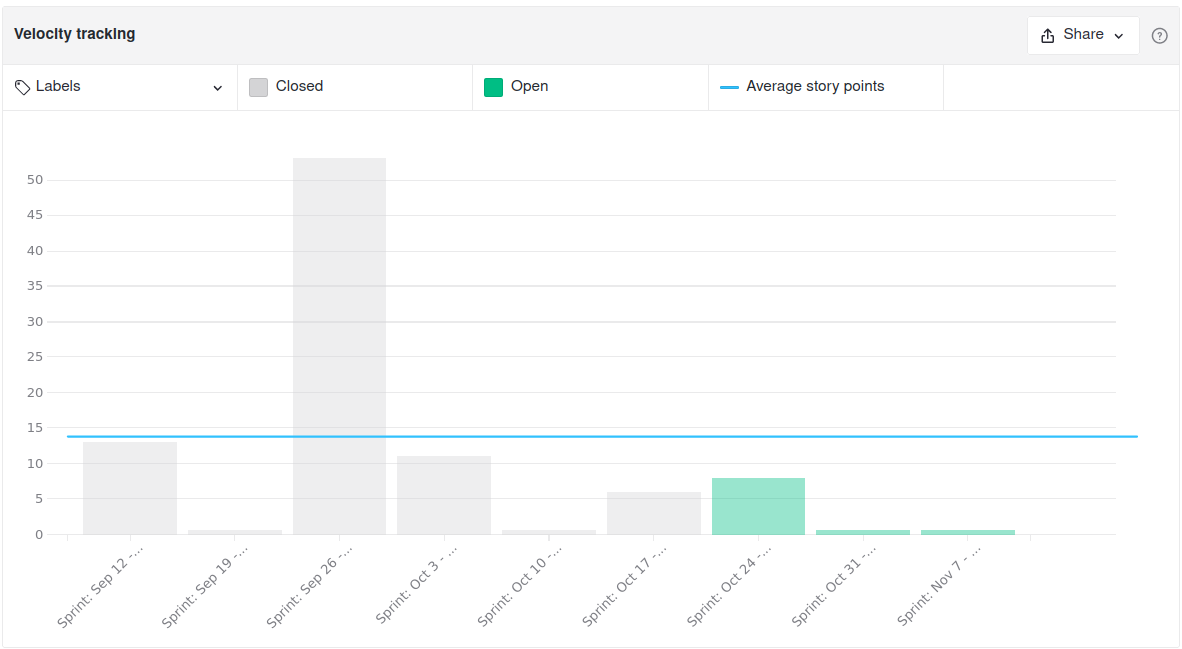 Velocity tracking
Share
?
Labels
Closed
Open
Average story points
50
45
40
35
30
25
20
15
10
5
0
Sprint: Sep 12 -...
Sprint: Sep 19 -...
Sprint: Sep 26 -...
Sprint: Oct 3 - ...
Sprint: Oct 10 -...
Sprint: Oct 17 -...
Sprint: Oct 24 -...
Sprint: Oct 31 -...
Sprint: Nov 7 - ...